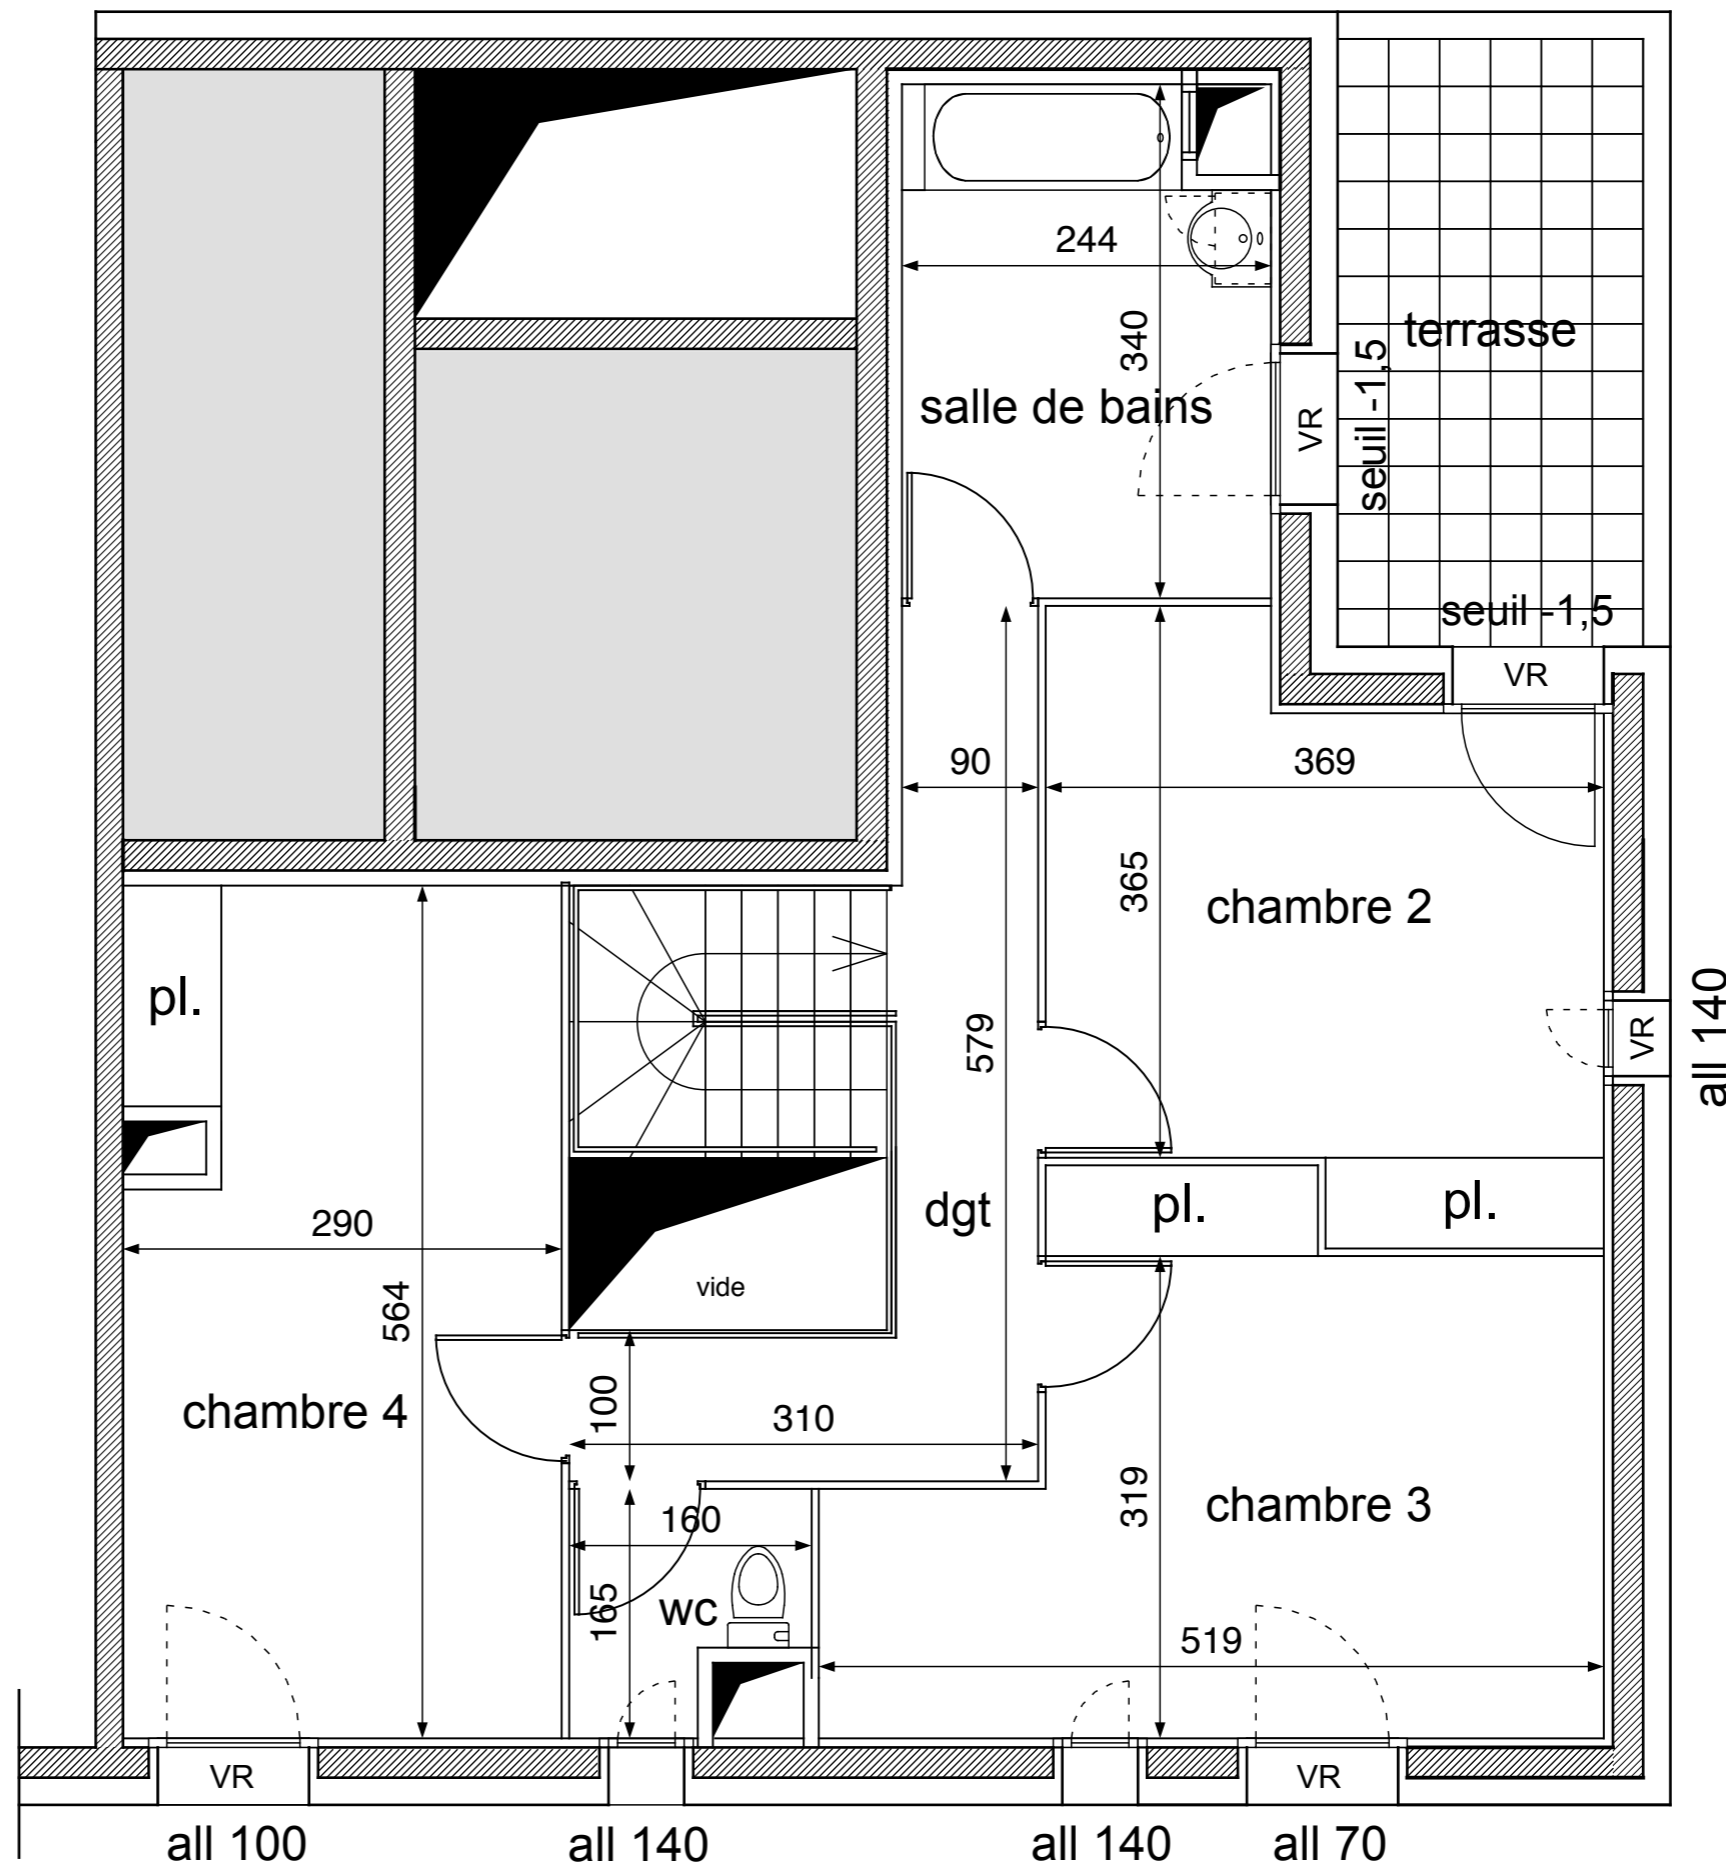 244
340
terrasse
seuil -1,5
VR
salle de bains
seuil -1,5
VR
90
369
365
chambre 2
pl.
579
VR
all 140
pl.
pl.
dgt
290
vide
564
chambre 4
100
310
319
chambre 3
160
165
wc
519
VR
VR
all 100
all 140
all 140
all 70